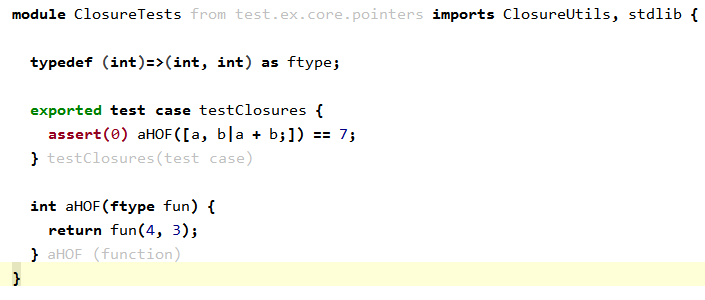 module ClosureTests from test.ex.core.pointers imports ClosureUtils, stdlib {
typedef (int)=>(int, int) as ftype;
exported test case testClosures {
assert(0) aHOF([a, b|a + b;]) == 7;
} testClosures(test case)
int aHOF(ftype fun) {
return fun(4, 3);
} aHOF (function)
}